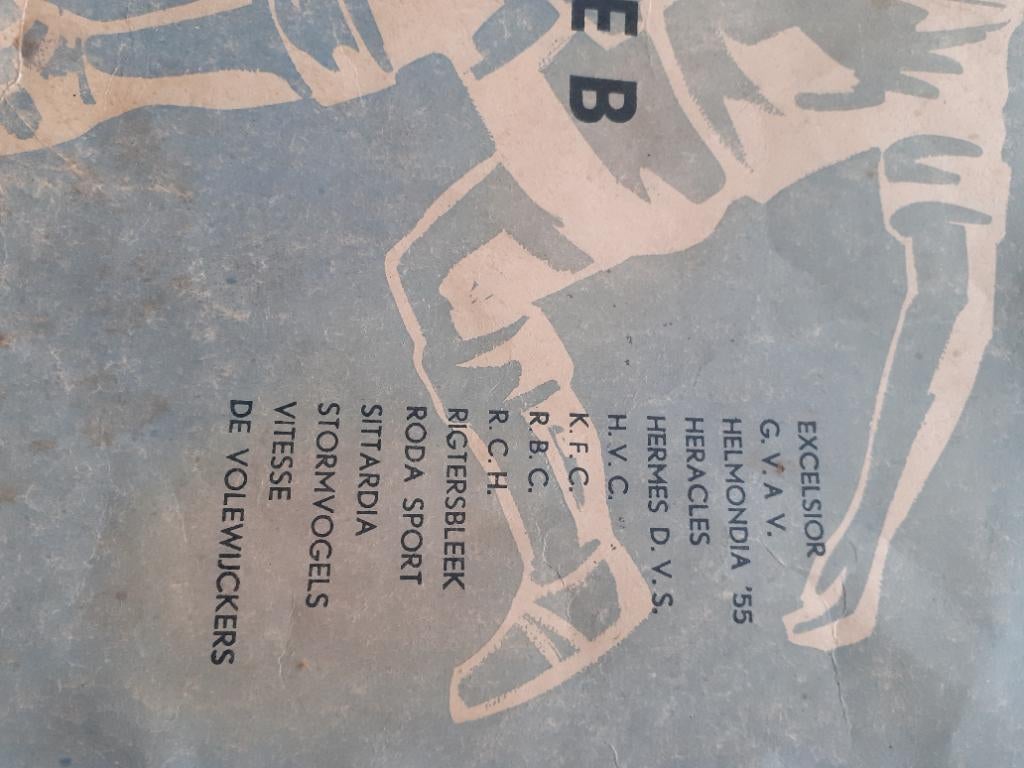 E B
EXCELSIOR
G. V. A V.
HELMONDIA '55
HERACLES
HERMES D. V. S.
H. V. C.
K. F. C.
R. B. C.
R. C. H.
RIGTERSBLEEK
RODA SPORT
SITTARDIA
STORMVOGELS
VITESSE
DE VOLEWIJCKERS